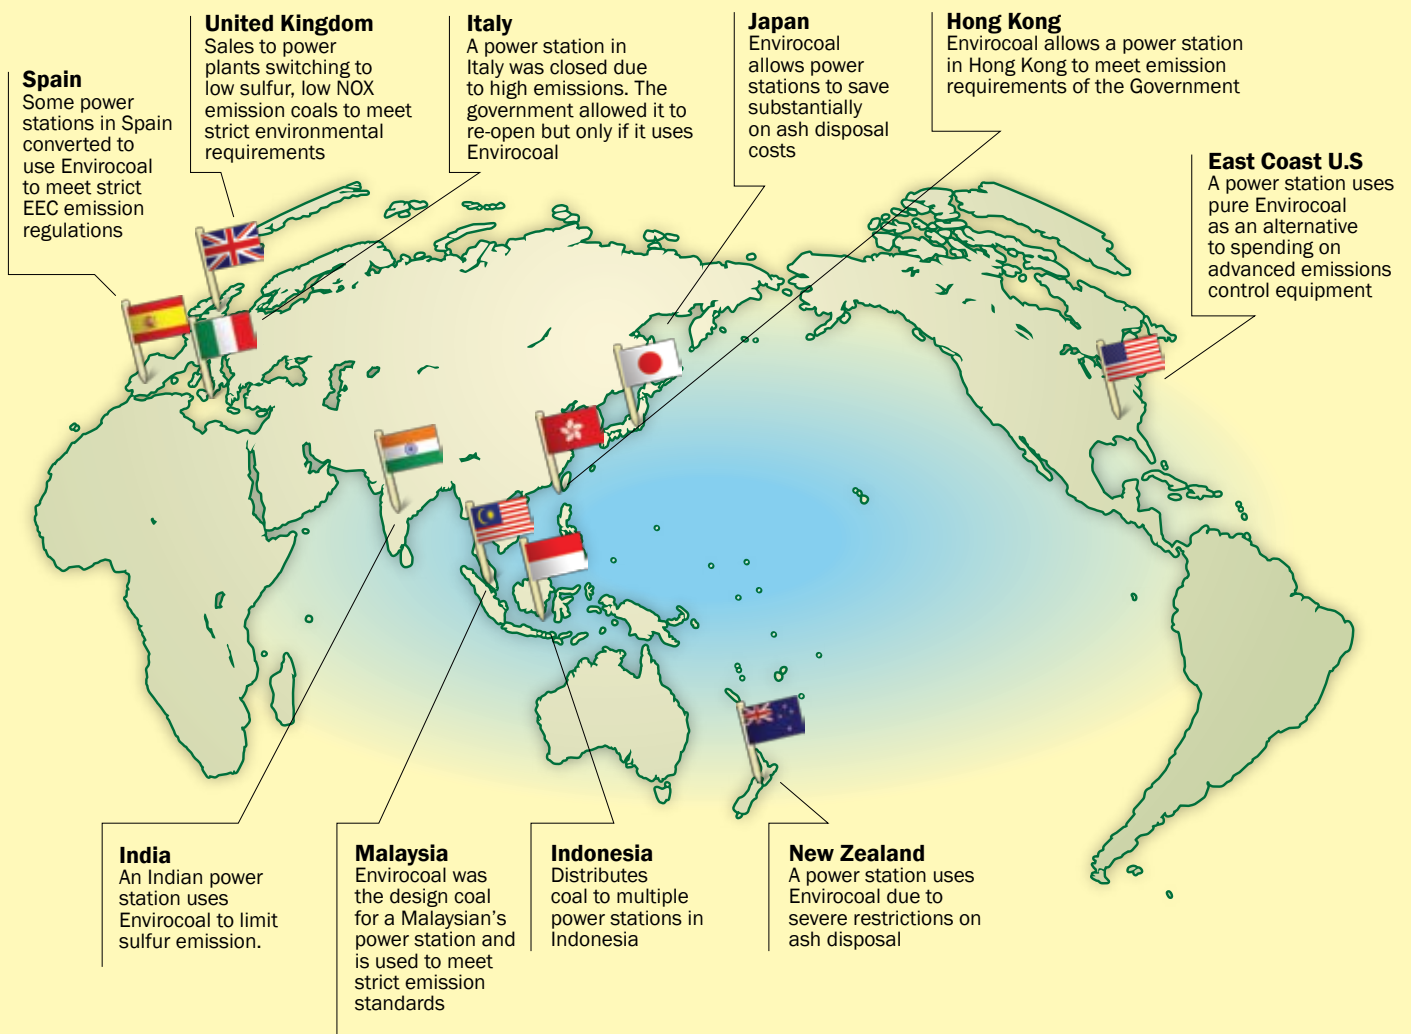 Spain
Some power
stations in Spain
converted to
use Envirocoal
to meet strict
EEC emission
regulations
United Kingdom
Sales to power
plants switching to
low sulfur, low NOX
emission coals to meet
strict environmental
requirements
Italy
A power station in
Italy was closed due
to high emissions. The
government allowed it to
re-open but only if it uses
Envirocoal
Japan
Envirocoal
allows power
stations to save
substantially
on ash disposal
costs
Hong Kong
Envirocoal allows a power station
in Hong Kong to meet emission
requirements of the Government
East Coast U.S
A power station uses
pure Envirocoal
as an alternative
to spending on
advanced emissions
control equipment
India
An Indian power
station uses
Envirocoal to limit
sulfur emission.
Malaysia
Envirocoal was
the design coal
for a Malaysian's
power station and
is used to meet
strict emission
standards
Indonesia
Distributes
coal to multiple
power stations in
Indonesia
New Zealand
A power station uses
Envirocoal due to
severe restrictions on
ash disposal